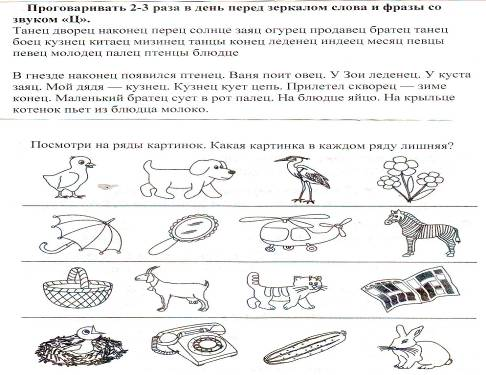 Проговаривать 2-3 раза в день перед зеркалом слова и фразы со
звуком «Ц».
Танец дворец наконец перец солнце заяц огурец продавец братец танец
боец кузнец китаец мизинец танцы конец леденец индеец месяц певцы
певец молодец палец птенцы блюдце
В гнезде наконец появился птенец. Ваня поит овец. У Зои леденец. У куста
заяц. Мой дядя — кузнец. Кузнец кует цепь. Прилетел скворец — зиме
конец. Маленький братец сует в рот палец. На блюдце яйцо. На крыльце
котенок пьет из блюдца молоко.
Посмотри на ряды картинок. Какая картинка в каждом ряду лишняя?